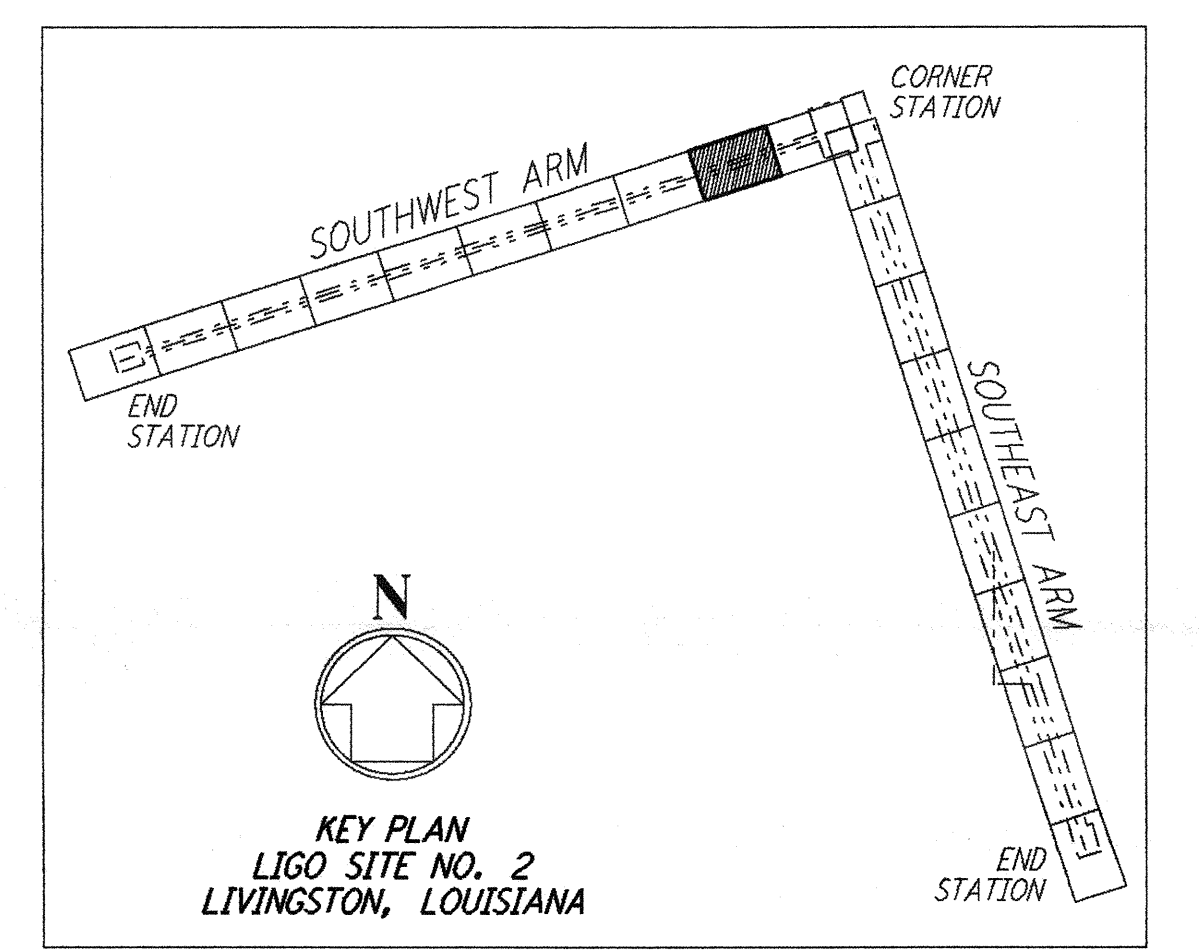 CORNER
STATION
SOUTHWEST ARM
END
STATION
SOUTHEAST ARM
N
KEY PLAN
LIGO SITE NO. 2
LIVINGSTON, LOUISIANA
END
STATION